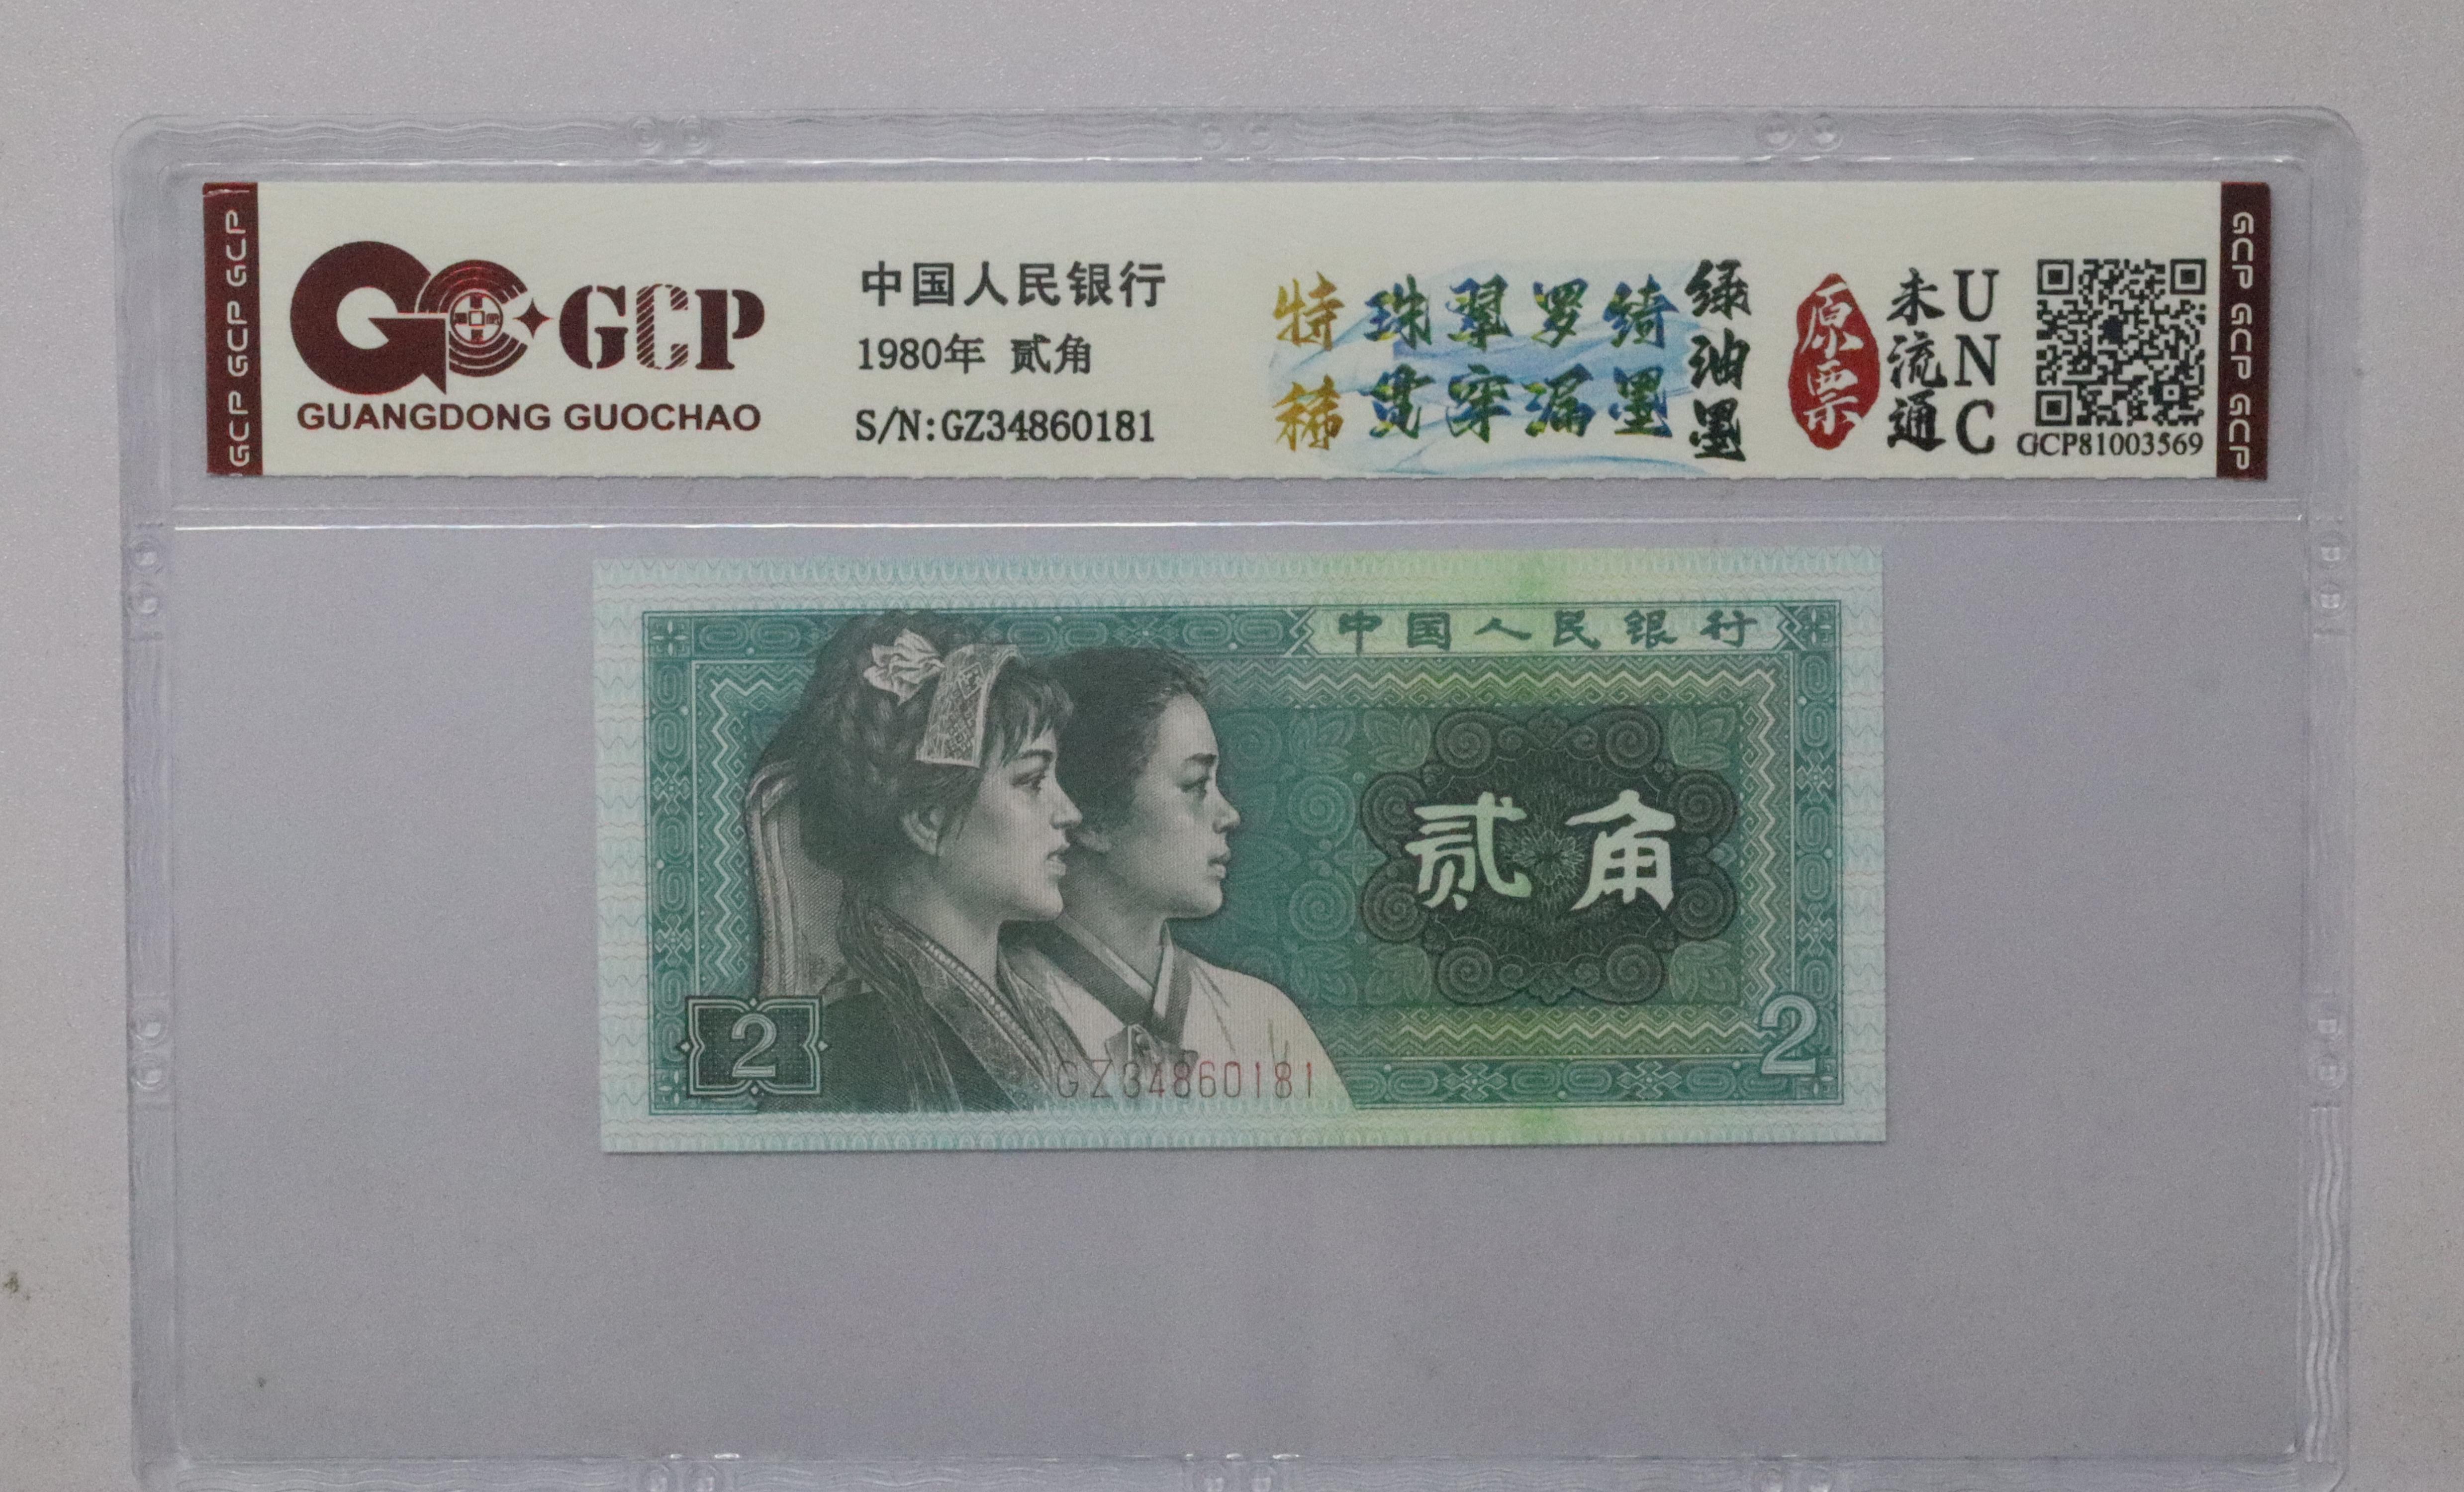 GCP GCP GCP
GCP
GUANGDONG GUOCHAO
中国人民银行
1980年 贰角
S/N:GZ34860181
特稀
珠翠罗绮
贯穿漏墨
绿油墨
原票
未流通
UNC
GCP81003569
GCP GCP GCP
中国人民银行
贰角
2
2
GZ34860181